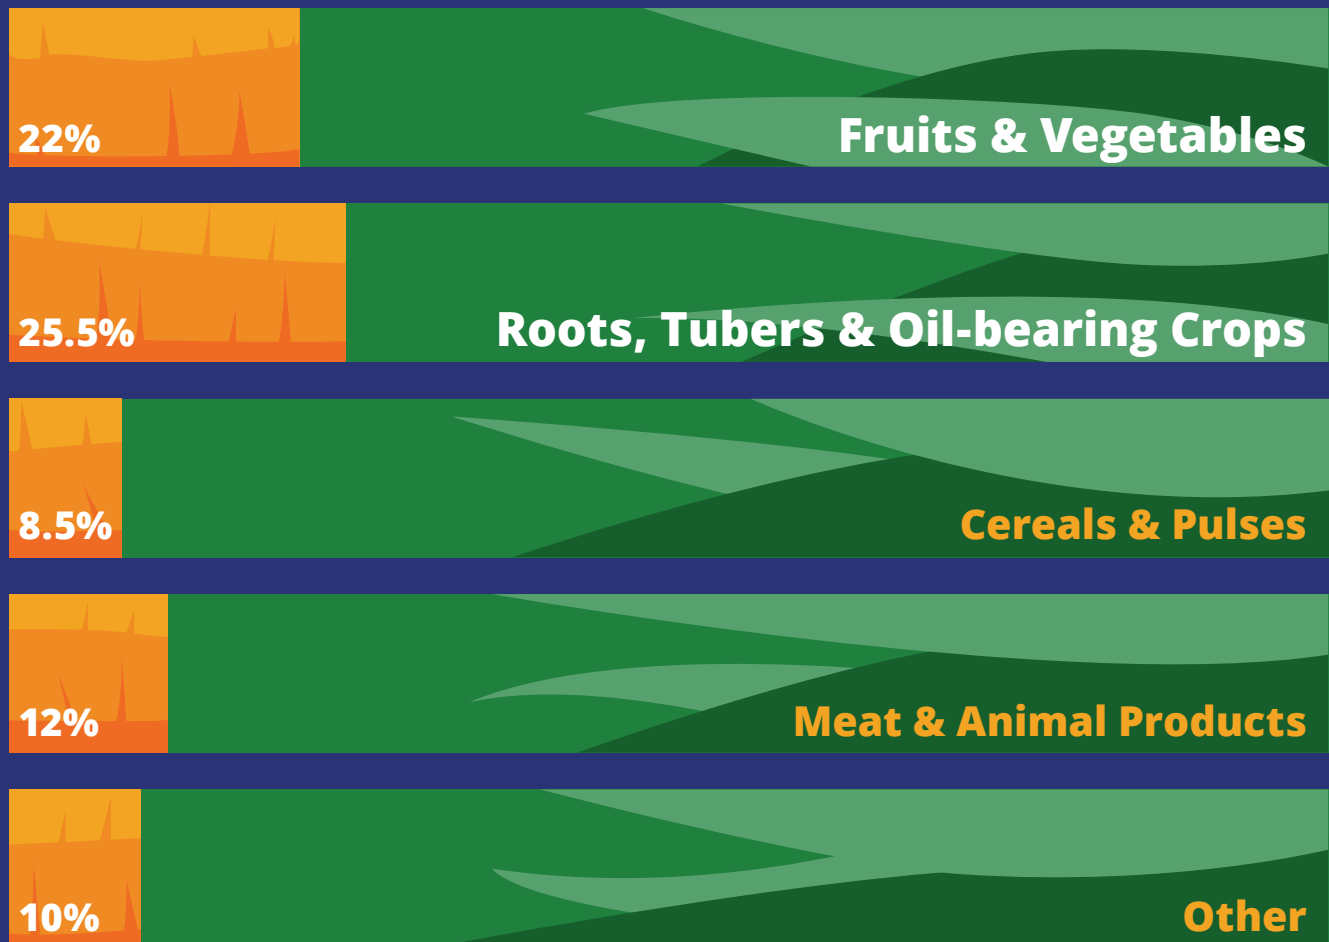 22%
Fruits & Vegetables
25.5%
Roots, Tubers & Oil-bearing Crops
8.5%
Cereals & Pulses
12%
Meat & Animal Products
10%
Other